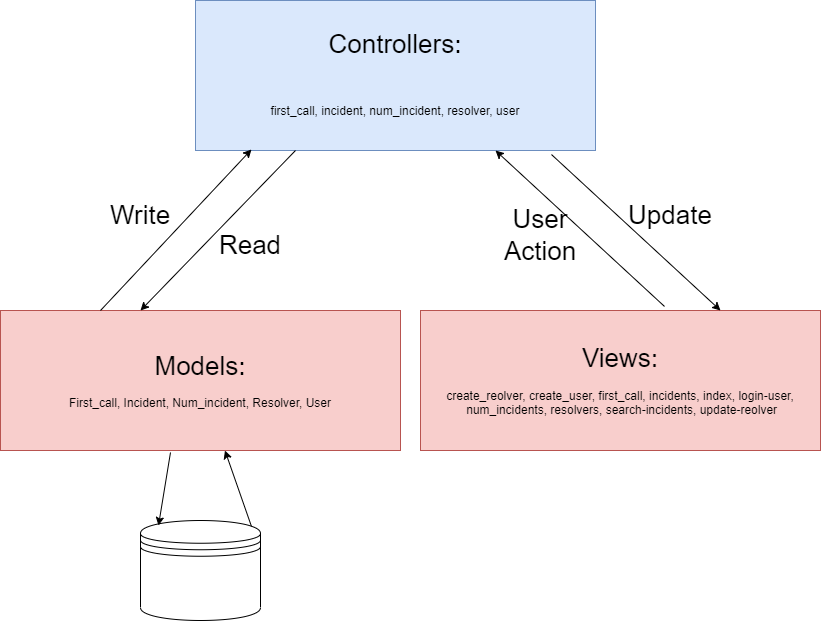 Controllers:
first_call, incident, num_incident, resolver, user
Write
Read
User
Action
Update
Models:
First_call, Incident, Num_incident, Resolver, User
Views:
create_reolver, create_user, first_call, incidents, index, login-user,
num_incidents, resolvers, search-incidents, update-reolver